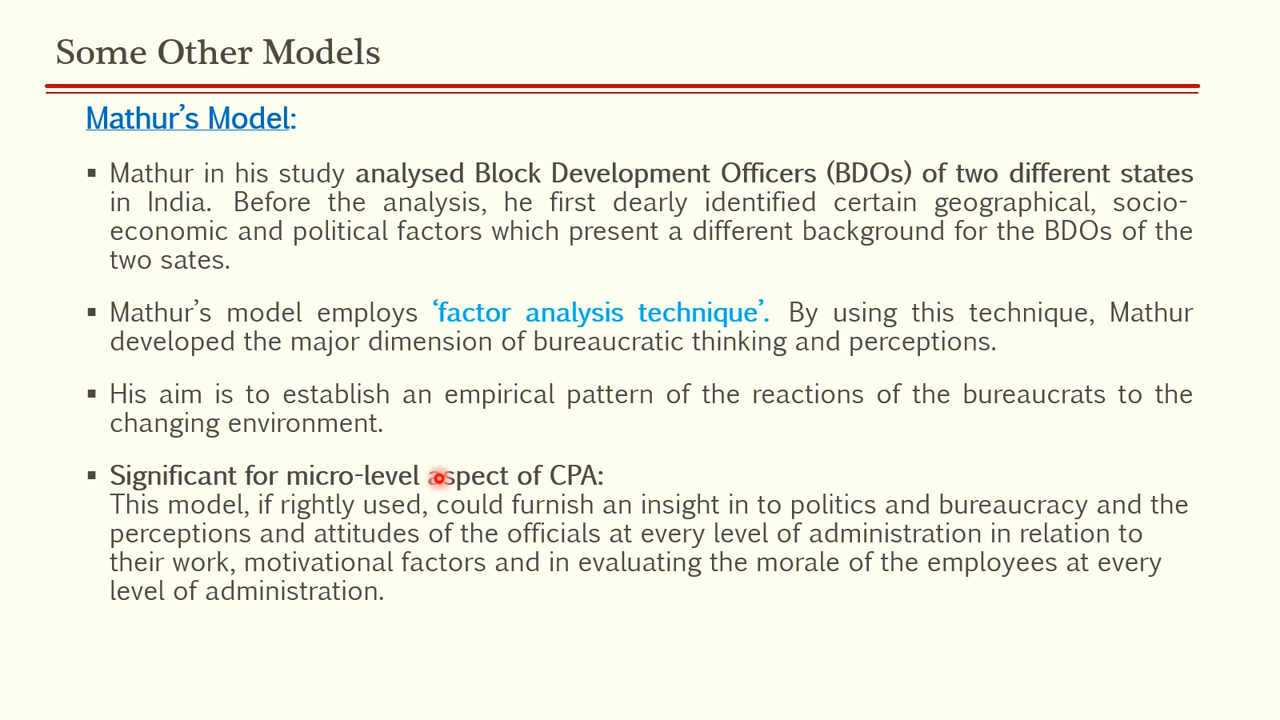 Some Other Models
Mathur’s Model:
▪ Mathur in his study analysed Block Development Officers (BDOs) of two different states
in India. Before the analysis, he first dearly identified certain geographical, socio-
economic and political factors which present a different background for the BDOs of the
two sates.
▪ Mathur’s model employs ‘factor analysis technique’. By using this technique, Mathur
developed the major dimension of bureaucratic thinking and perceptions.
▪ His aim is to establish an empirical pattern of the reactions of the bureaucrats to the
changing environment.
▪ Significant for micro-level aspect of CPA:
This model, if rightly used, could furnish an insight in to politics and bureaucracy and the
perceptions and attitudes of the officials at every level of administration in relation to
their work, motivational factors and in evaluating the morale of the employees at every
level of administration.